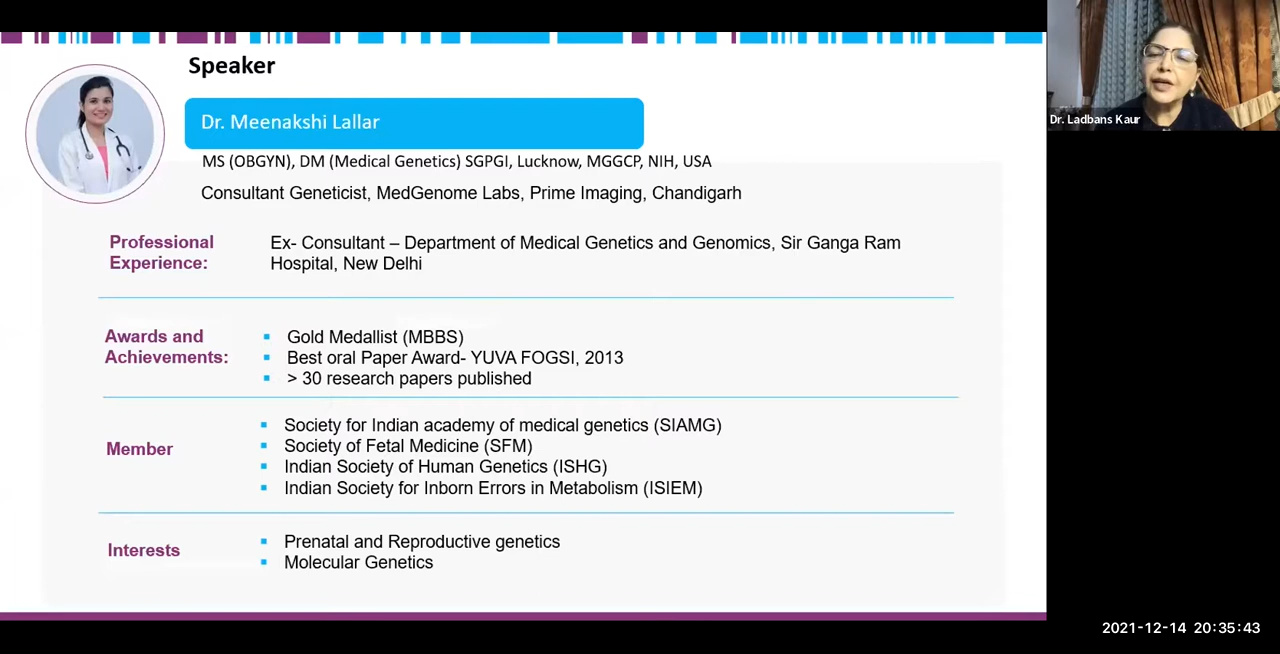 Speaker
Dr. Meenakshi Lallar
MS (OBGYN), DM (Medical Genetics) SGPGI, Lucknow, MGGCP, NIH, USA
Consultant Geneticist, MedGenome Labs, Prime Imaging, Chandigarh
Professional
Experience:
Ex- Consultant – Department of Medical Genetics and Genomics, Sir Ganga Ram
Hospital, New Delhi
Awards and
Achievements:
▪ Gold Medallist (MBBS)
▪ Best oral Paper Award- YUVA FOGSI, 2013
▪ > 30 research papers published
Member
▪ Society for Indian academy of medical genetics (SIAMG)
▪ Society of Fetal Medicine (SFM)
▪ Indian Society of Human Genetics (ISHG)
▪ Indian Society for Inborn Errors in Metabolism (ISIEM)
Interests
▪ Prenatal and Reproductive genetics
▪ Molecular Genetics
Dr. Ladbans Kaur
2021-12-14 20:35:43